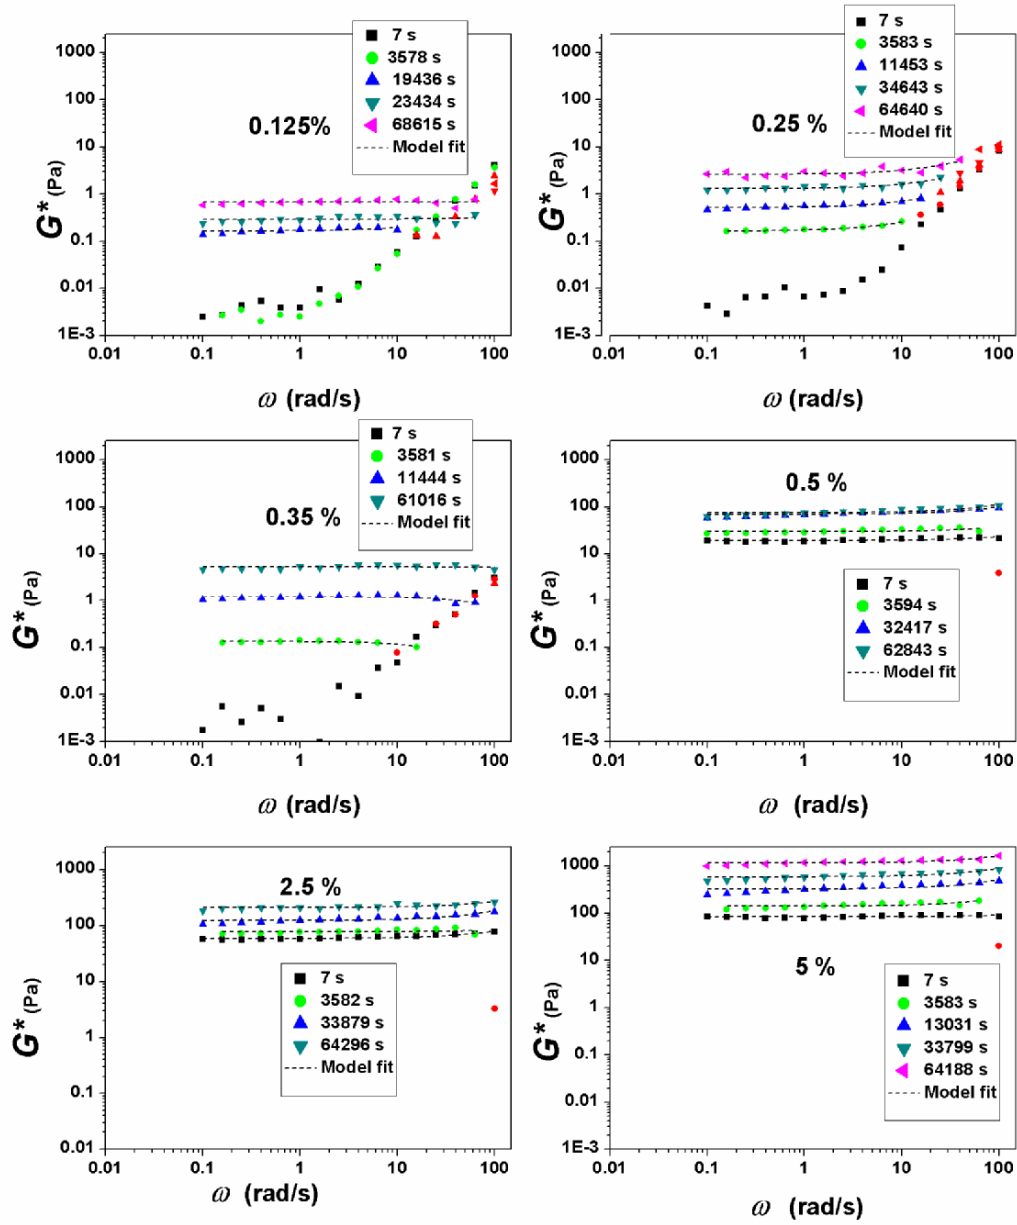 7 s
3578 s
19436 s
23434 s
68615 s
Model fit
0.125%
1000
100
10
1
0.1
0.01
1E-3
G* (Pa)
0.01 0.1 1 10 100
ω (rad/s)
7 s
3583 s
11453 s
34643 s
64640 s
Model fit
0.25 %
1000
100
10
1
0.1
0.01
1E-3
G* (Pa)
0.01 0.1 1 10 100
ω (rad/s)
7 s
3581 s
11444 s
61016 s
Model fit
0.35 %
1000
100
10
1
0.1
0.01
1E-3
G* (Pa)
0.01 0.1 1 10 100
ω (rad/s)
0.5 %
7 s
3594 s
32417 s
62843 s
Model fit
1000
100
10
1
0.1
0.01
1E-3
G* (Pa)
0.01 0.1 1 10 100
ω (rad/s)
2.5 %
7 s
3582 s
33879 s
64296 s
Model fit
1000
100
10
1
0.1
0.01
G* (Pa)
0.01 0.1 1 10 100
ω (rad/s)
5 %
7 s
3583 s
13031 s
33799 s
64188 s
Model fit
1000
100
10
1
0.1
0.01
1E-3
G* (Pa)
0.01 0.1 1 10 100
ω (rad/s)